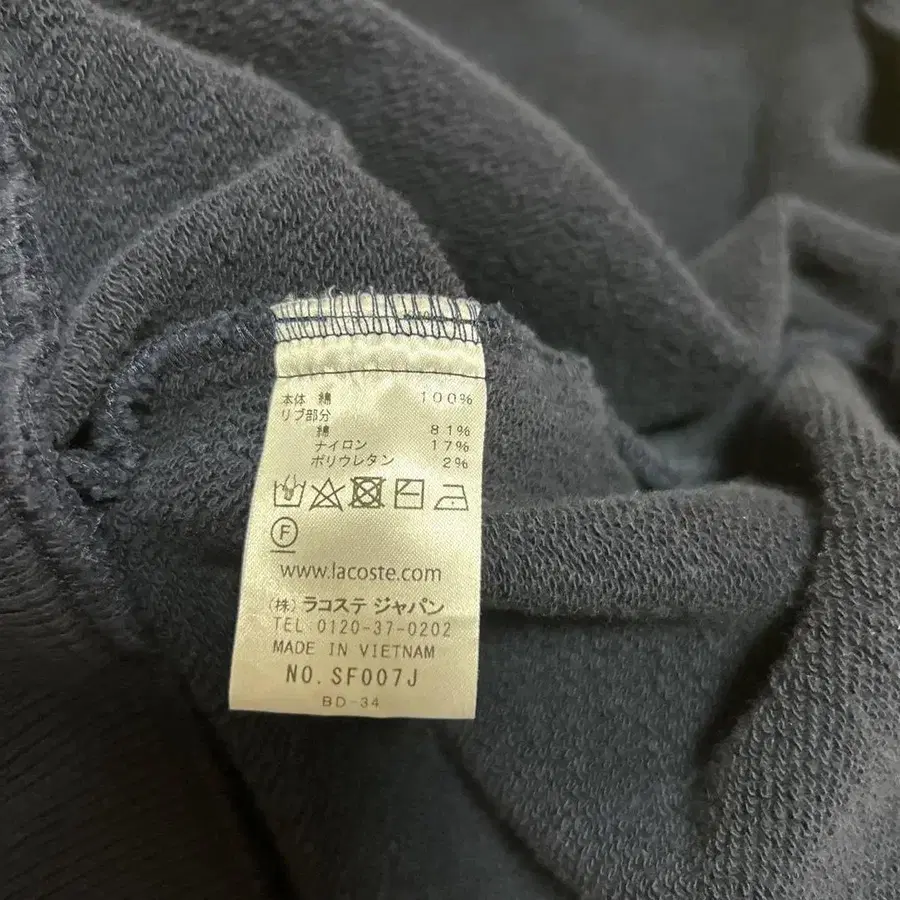 本体 綿 100%
リブ部分
綿 81%
ナイロン 17%
ポリウレタン 2%
F
www.lacoste.com
(株) ラコステ ジャパン
TEL:0120-37-0202
MADE IN VIETNAM
NO. SF007J
BD-34